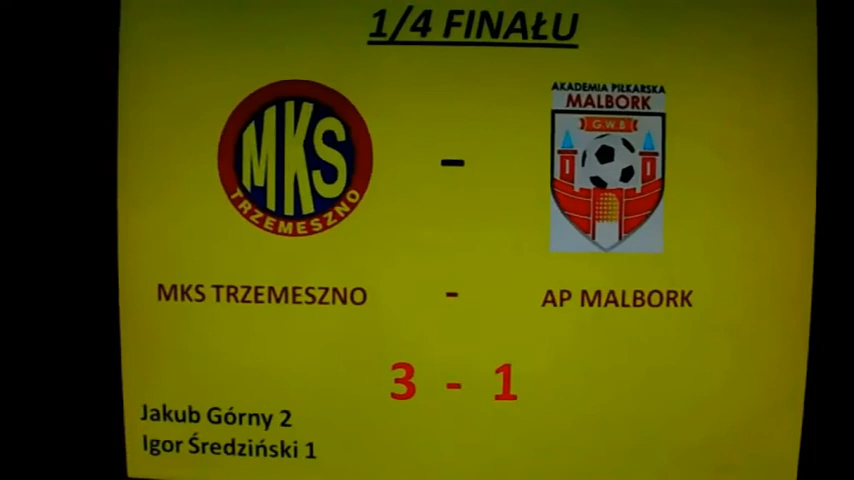 1/4 FINAŁU
MKS
TRZEMESZNO
-
AKADEMIA PIŁKARSKA
MALBORK
GWB
MKS TRZEMESZNO - AP MALBORK
3 - 1
Jakub Górny 2
Igor Średziński 1